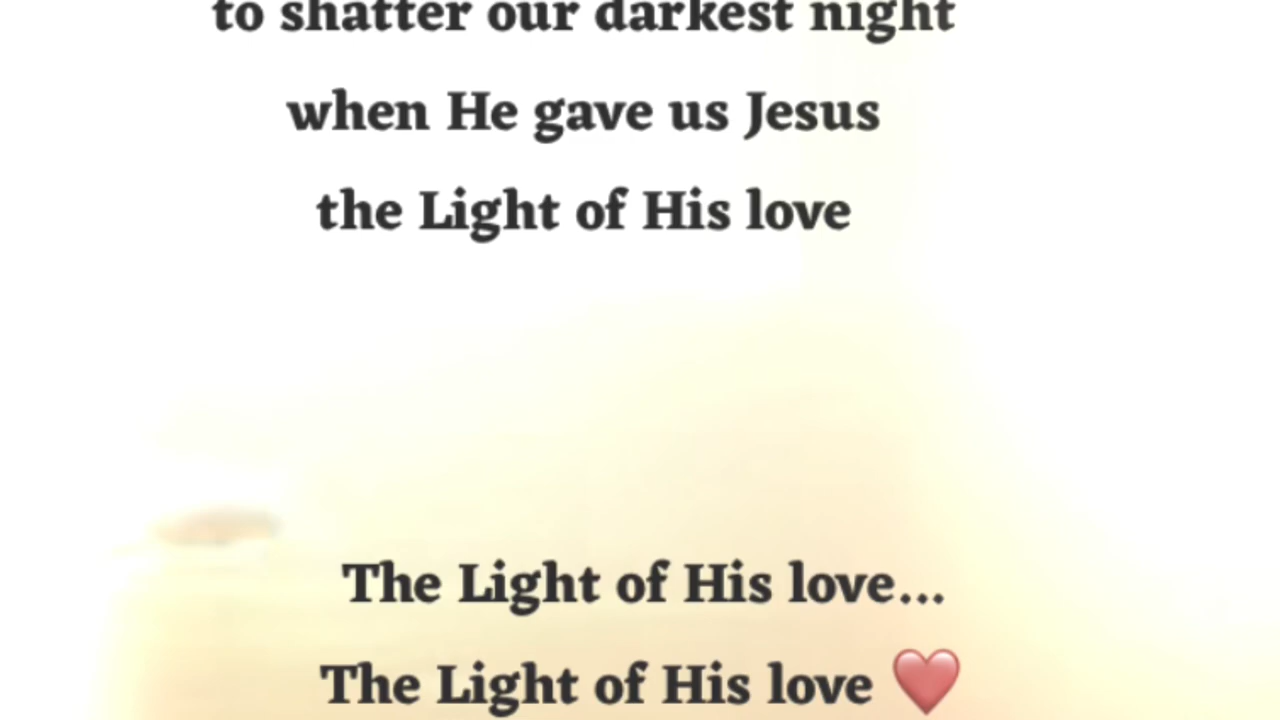 to shatter our darkest night
when He gave us Jesus
the Light of His love
The Light of His love...
The Light of His love ❤️